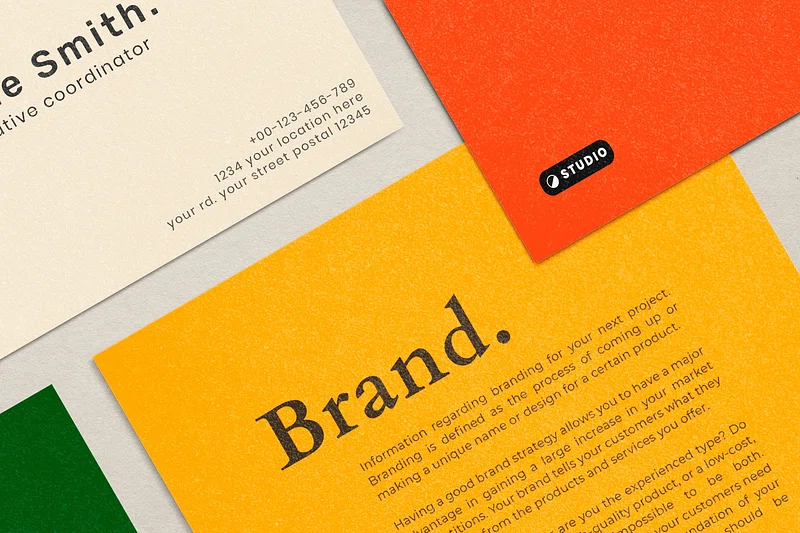 e Smith.
ative coordinator
+00-123-456-789
1234 your location here
your rd. your street postal 12345
STUDIO
Brand.
Information regarding branding for your next project.
Branding is defined as the process of coming up or
making a unique name or design for a certain product.
Having a good brand strategy allows you to have a major
vantage in gaining a large increase in your market
titions. Your brand tells your customers what they
from the products and services you offer.
are you the experienced type? Do
-quality product, or a low-cost,
mpossible to be both.
your customers need
undation of your
should be